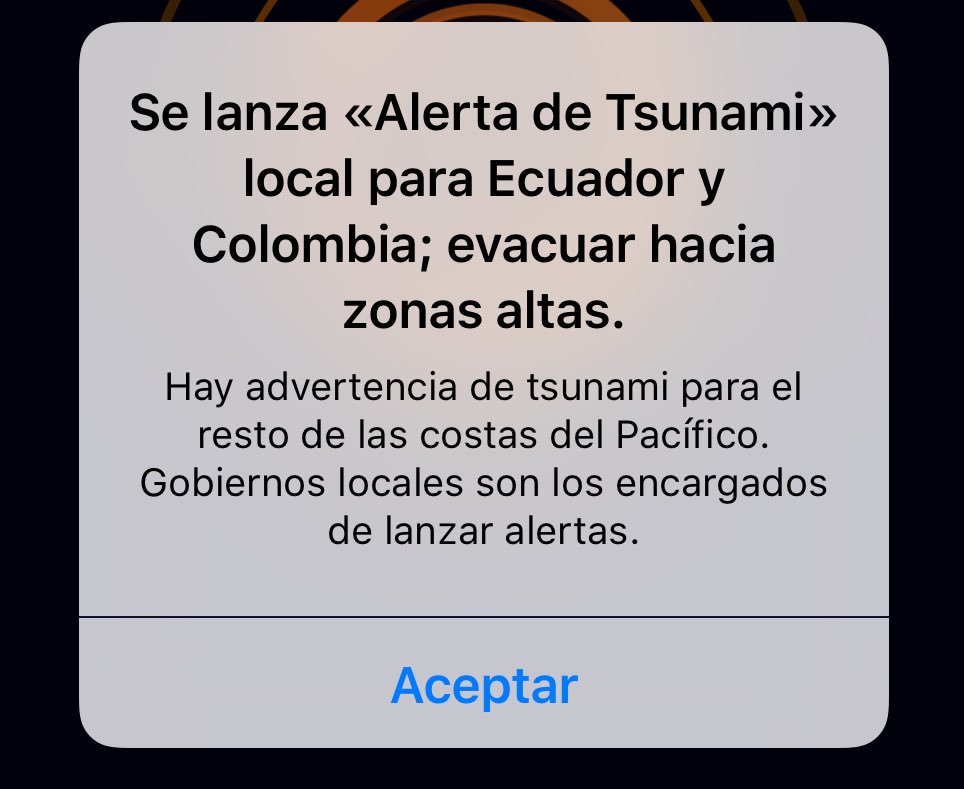 Se lanza «Alerta de Tsunami»
local para Ecuador y
Colombia; evacuar hacia
zonas altas.
Hay advertencia de tsunami para el
resto de las costas del Pacífico.
Gobiernos locales son los encargados
de lanzar alertas.
Aceptar